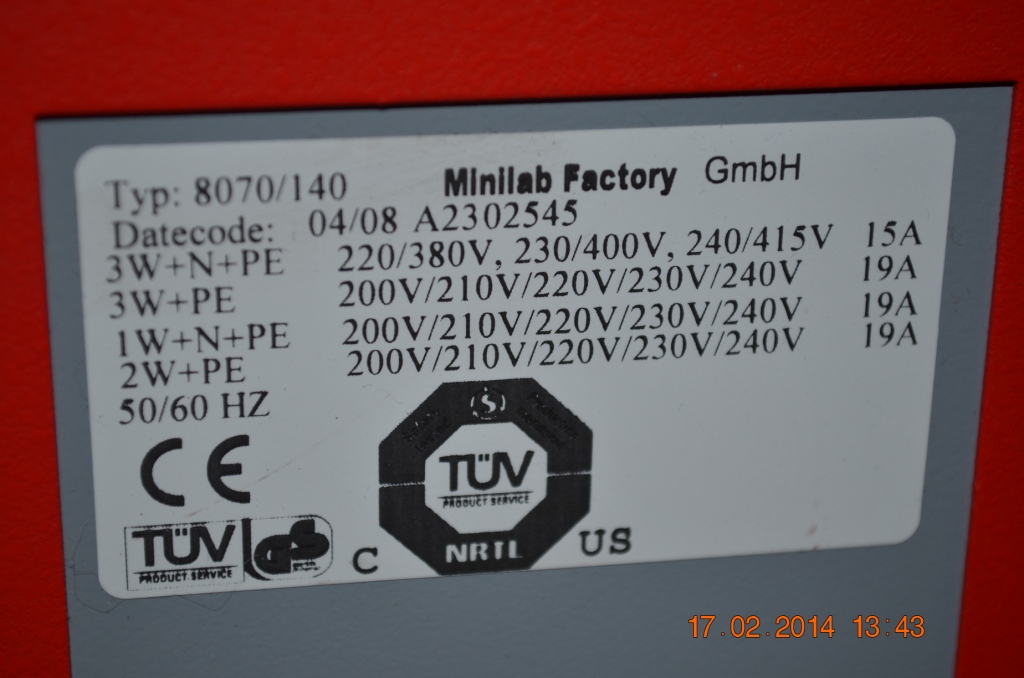 Typ: 8070/140 Minilab Factory GmbH
Datecode: 04/08 A2302545
3W+N+PE 220/380V, 230/400V, 240/415V 15A
3W+PE 200V/210V/220V/230V/240V 19A
1W+N+PE 200V/210V/220V/230V/240V 19A
2W+PE 200V/210V/220V/230V/240V 19A
50/60 HZ
CE
S
TÜV
PRODUCT SERVICE
NRTL
C US
TÜV
PRODUCT SERVICE
GS
17.02.2014 13:43